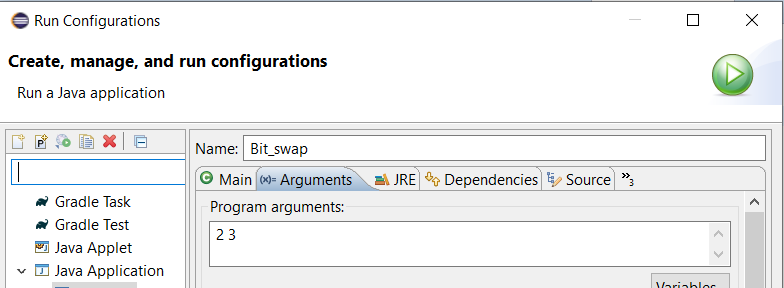 Run Configurations
Create, manage, and run configurations
Run a Java application
Name: Bit_swap
Main (x)= Arguments JRE Dependencies Source »3
Gradle Task
Gradle Test
Java Applet
Java Application
Program arguments:
2 3
Variables...